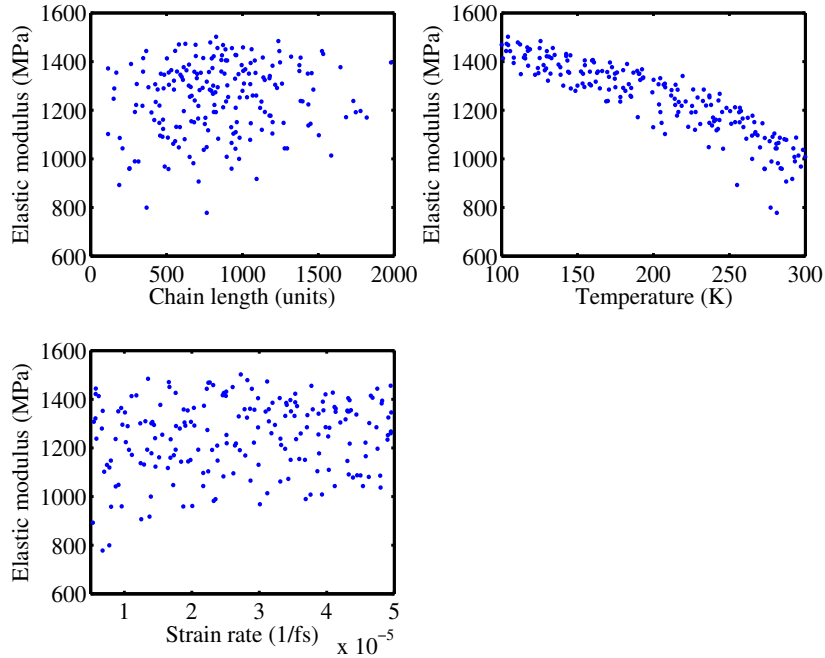 1600
1400
1200
1000
800
600
0 500 1000 1500 2000
Chain length (units)
Elastic modulus (MPa)
1600
1400
1200
1000
800
600
100 150 200 250 300
Temperature (K)
Elastic modulus (MPa)
1600
1400
1200
1000
800
600
1 2 3 4 5
Strain rate (1/fs)
x 10⁻⁵
Elastic modulus (MPa)